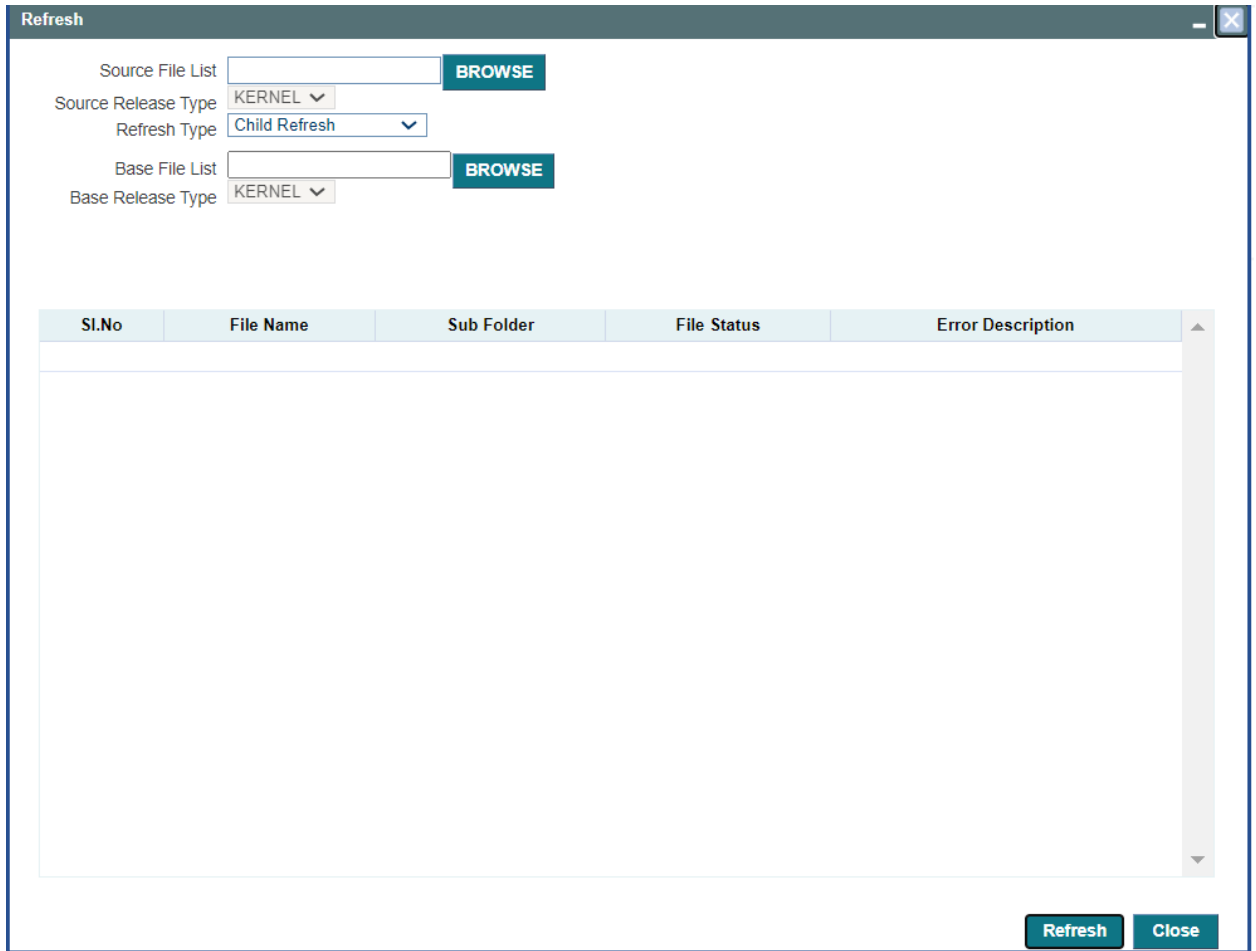 Refresh
Source File List BROWSE
Source Release Type KERNEL
Refresh Type Child Refresh
Base File List BROWSE
Base Release Type KERNEL
Sl.No File Name Sub Folder File Status Error Description
Refresh Close